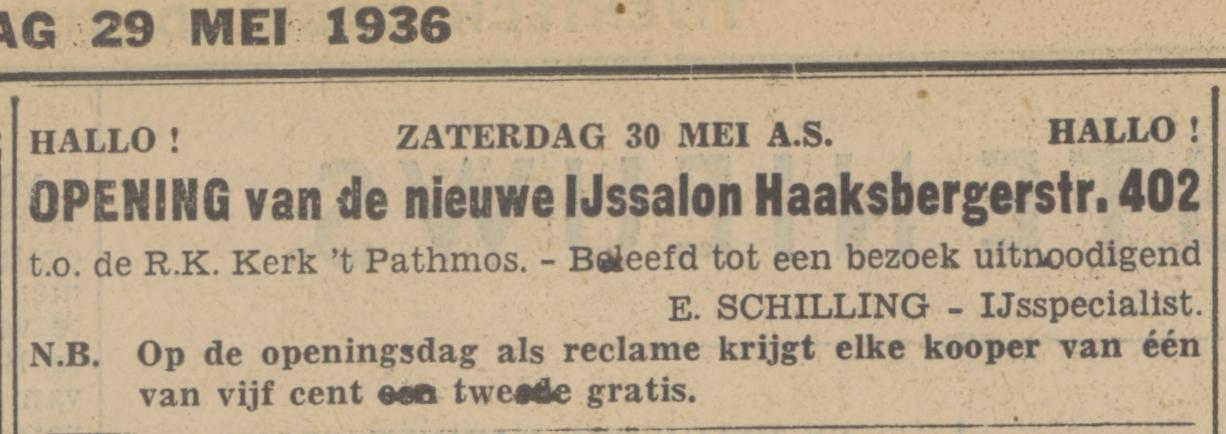 AG 29 MEI 1936
HALLO ! ZATERDAG 30 MEI A.S. HALLO !
OPENING van de nieuwe IJssalon Haaksbergerstr. 402
t.o. de R.K. Kerk 't Pathmos. - Beleefd tot een bezoek uitnoodigend
E. SCHILLING - IJsspecialist.
N.B. Op de openingsdag als reclame krijgt elke kooper van één
van vijf cent een tweede gratis.